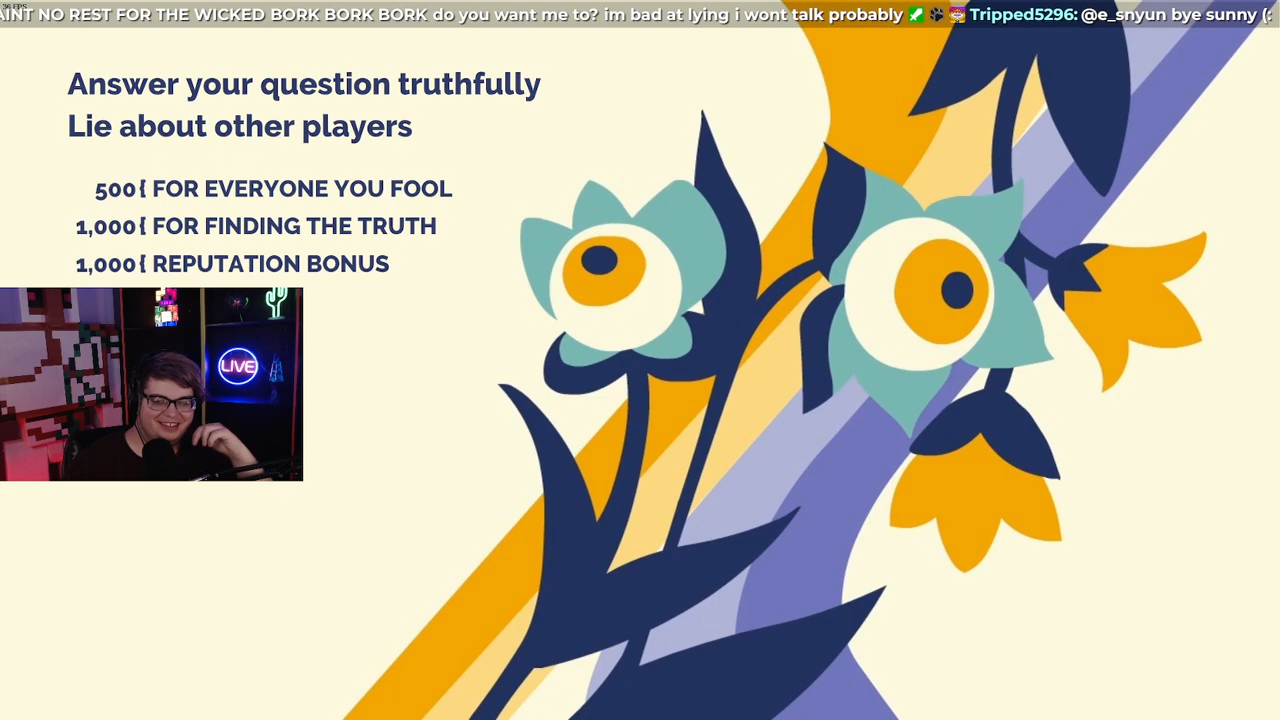 36 FPS
AINT NO REST FOR THE WICKED BORK BORK BORK do you want me to? im bad at lying i wont talk probably Tripped5296: @e_snyun bye sunny (:
Answer your question truthfully
Lie about other players
500{ FOR EVERYONE YOU FOOL
1,000{ FOR FINDING THE TRUTH
1,000{ REPUTATION BONUS
LIVE